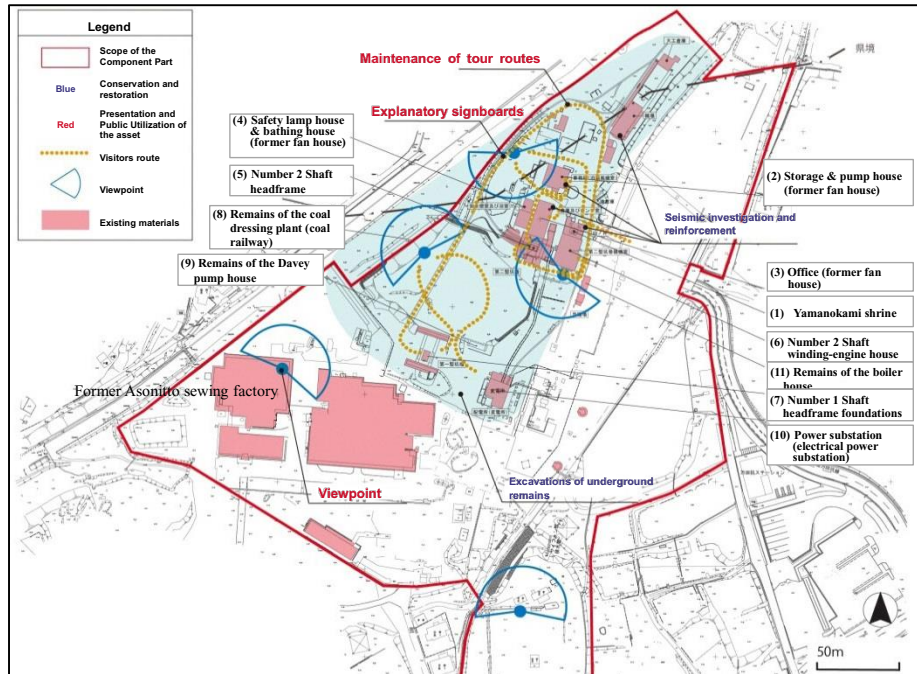 Legend
Scope of the
Component Part
Blue
Conservation and
restoration
Red
Presentation and
Public Utilization of
the asset
Visitors route
Viewpoint
Existing materials
県境
Maintenance of tour routes
Explanatory signboards
(4) Safety lamp house
& bathing house
(former fan house)
(5) Number 2 Shaft
headframe
(8) Remains of the coal
dressing plant (coal
railway)
(9) Remains of the Davey
pump house
(2) Storage & pump house
(former fan house)
Seismic investigation and
reinforcement
(3) Office (former fan
house)
(1) Yamanokami shrine
(6) Number 2 Shaft
winding-engine house
(11) Remains of the boiler
house
(7) Number 1 Shaft
headframe foundations
(10) Power substation
(electrical power
substation)
Former Asonitto sewing factory
Viewpoint
Excavations of underground
remains
50m